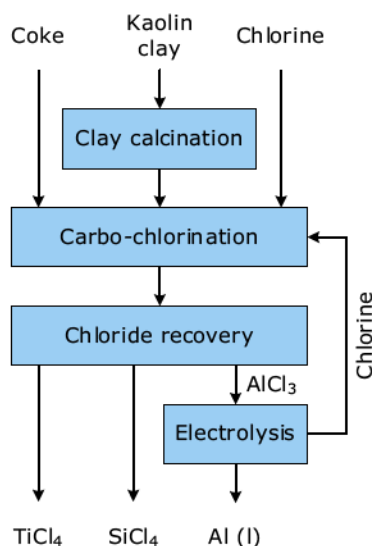 Coke
Kaolin
clay
Chlorine
Clay calcination
Carbo-chlorination
Chloride recovery
AlCl₃
Chlorine
Electrolysis
TiCl₄
SiCl₄
Al (l)